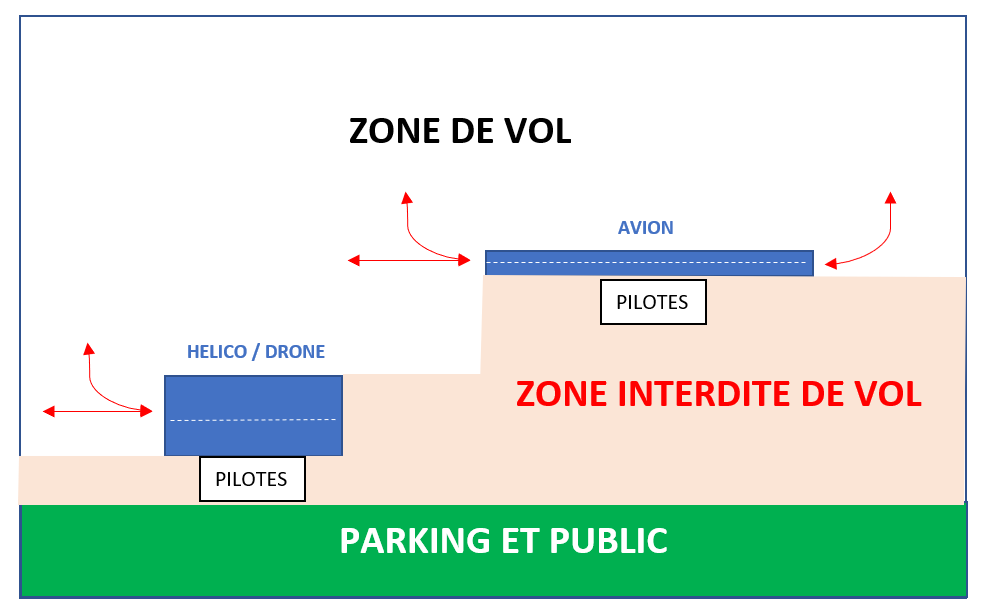 ZONE DE VOL
AVION
PILOTES
HELICO / DRONE
ZONE INTERDITE DE VOL
PILOTES
PARKING ET PUBLIC